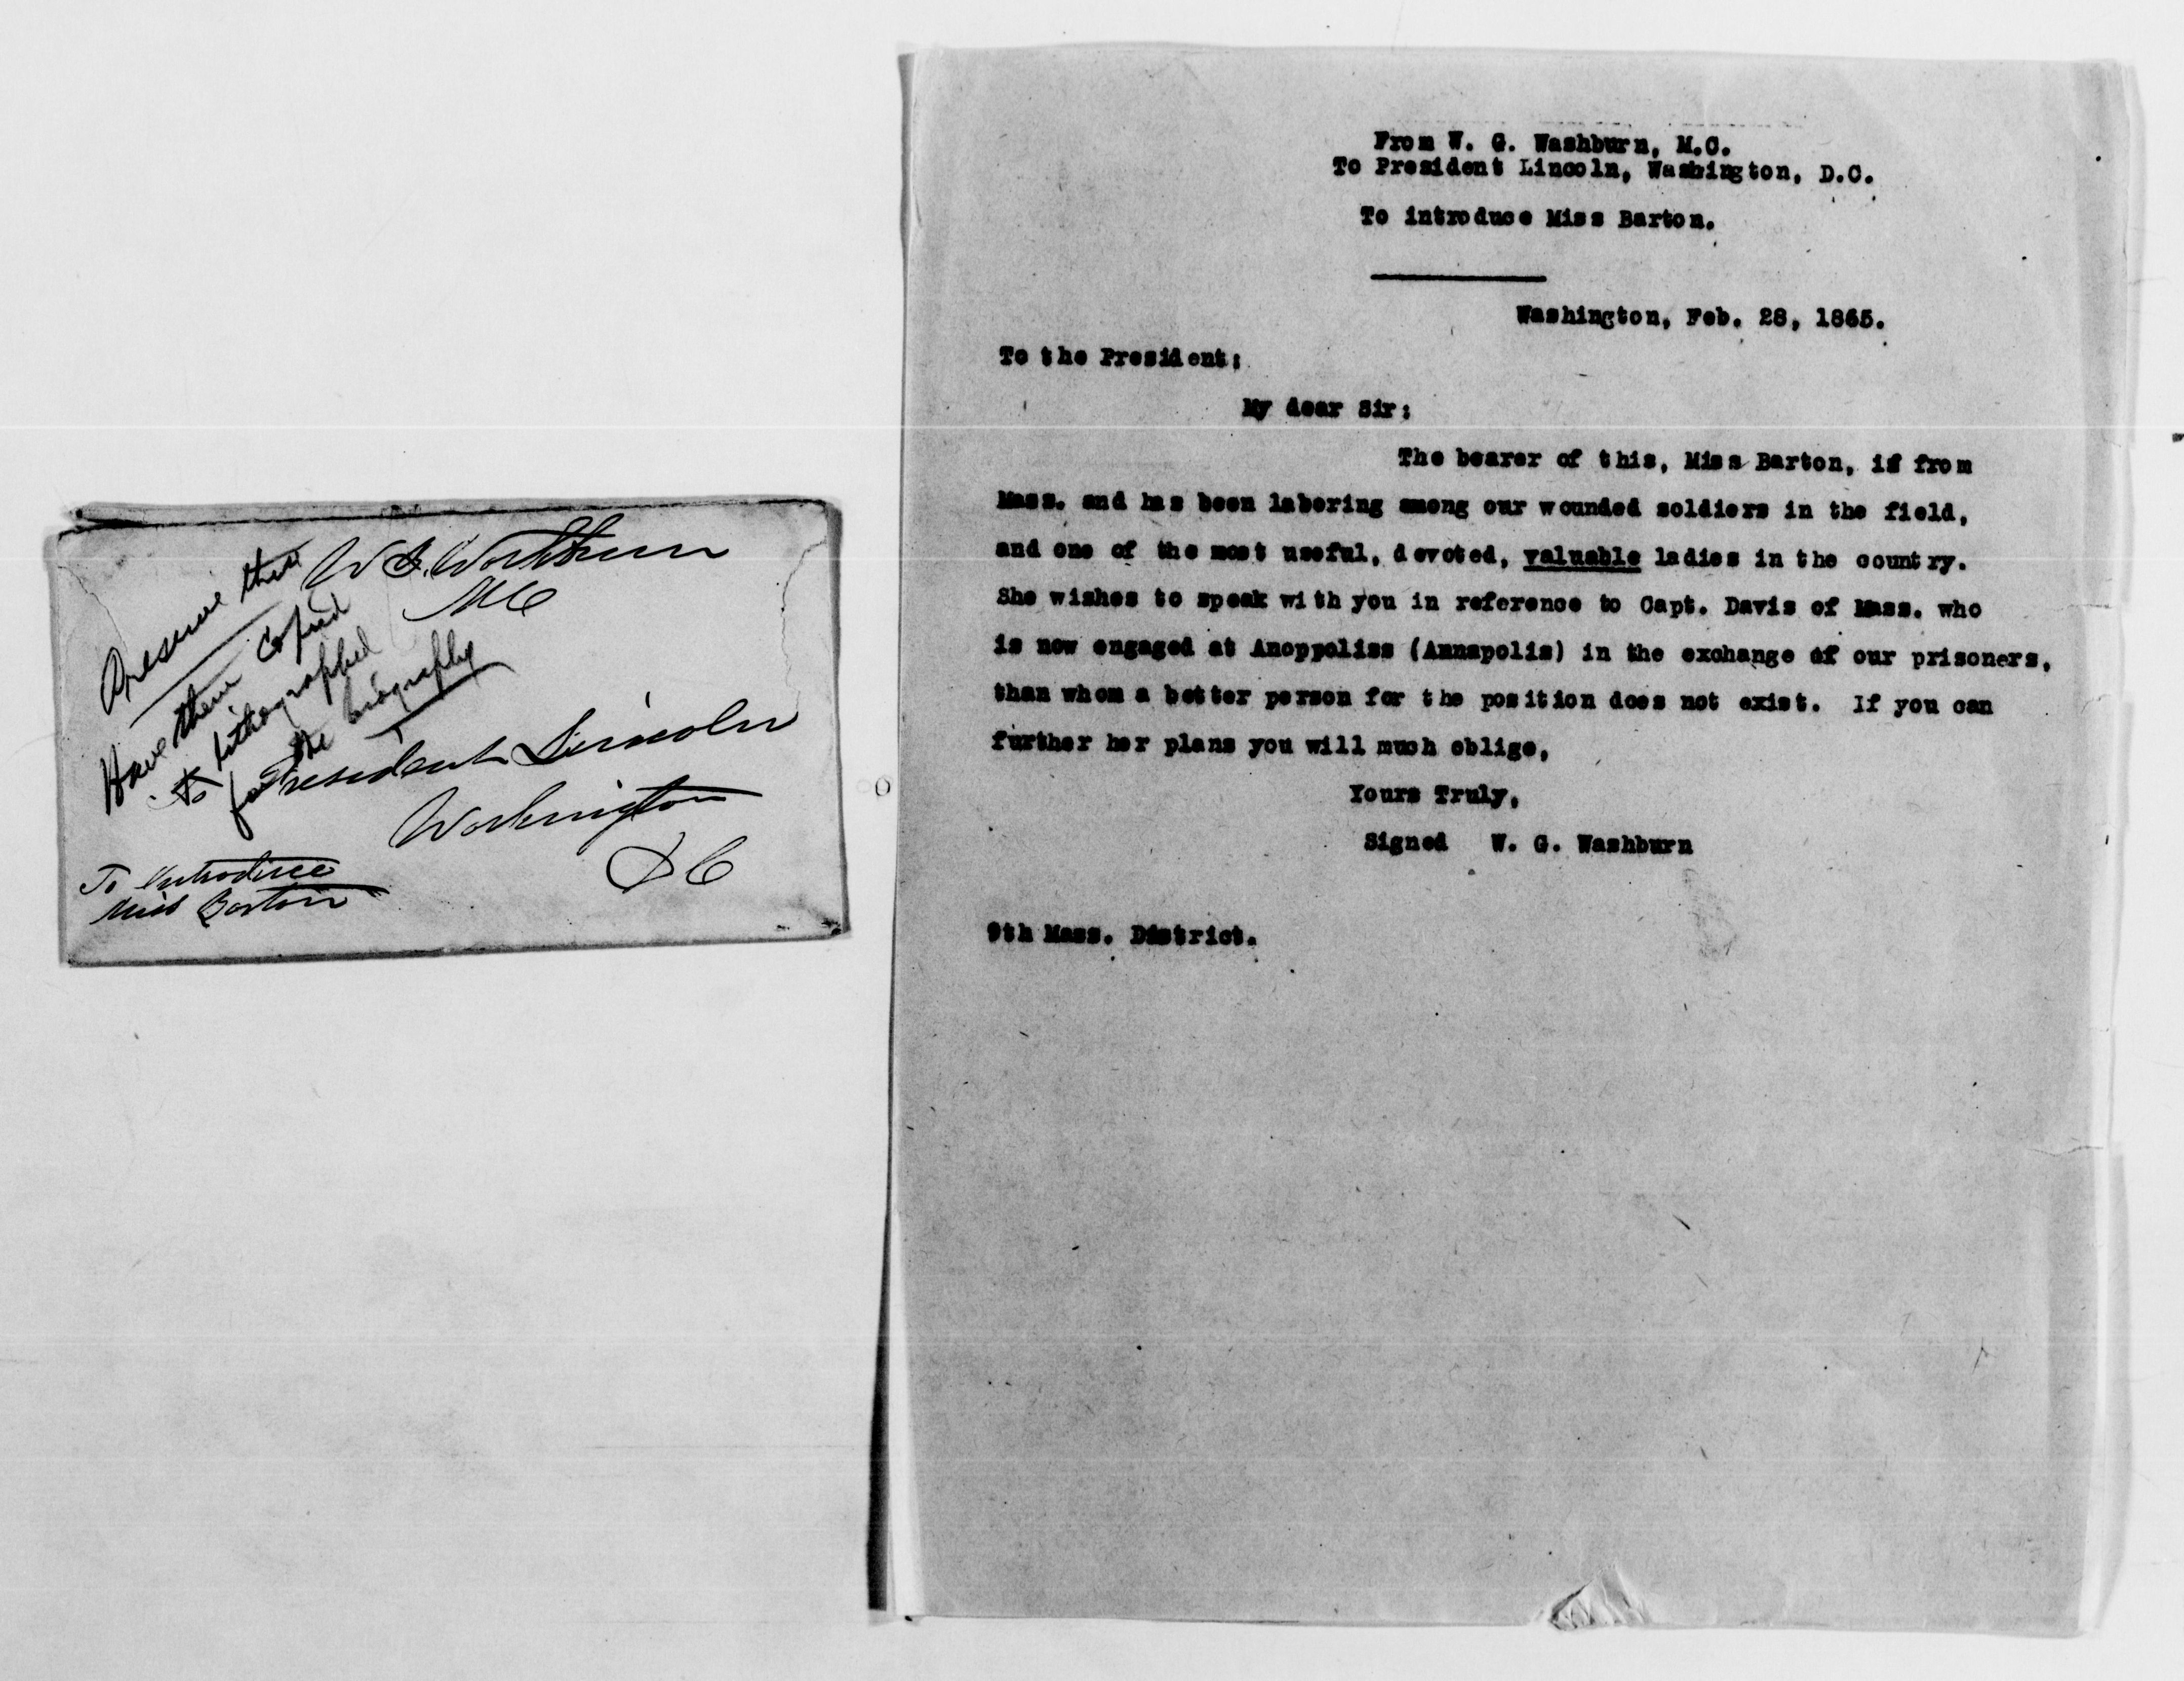 W. G. Washburn
MC
Preserve these
Have them copied
to lithographed
for the biography
President Lincoln
Washington
D C
To introduce
Miss Barton
From W. G. Washburn, M.C.
To President Lincoln, Washington, D.C.
To introduce Miss Barton.
Washington, Feb. 28, 1865.
To the President:
My dear Sir:
The bearer of this, Miss Barton, is from
Mass. and has been laboring among our wounded soldiers in the field,
and one of the most useful, devoted, valuable ladies in the country.
She wishes to speak with you in reference to Capt. Davis of Mass. who
is now engaged at Anoppoliss (Annapolis) in the exchange of our prisoners,
than whom a better person for the position does not exist. If you can
further her plans you will much oblige,
Yours Truly,
Signed W. G. Washburn
9th Mass. District.